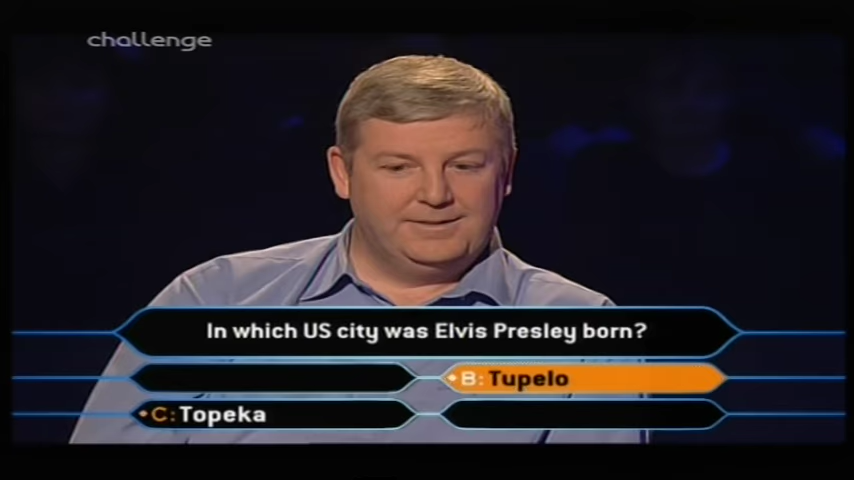 challenge
In which US city was Elvis Presley born?
B: Tupelo
C: Topeka